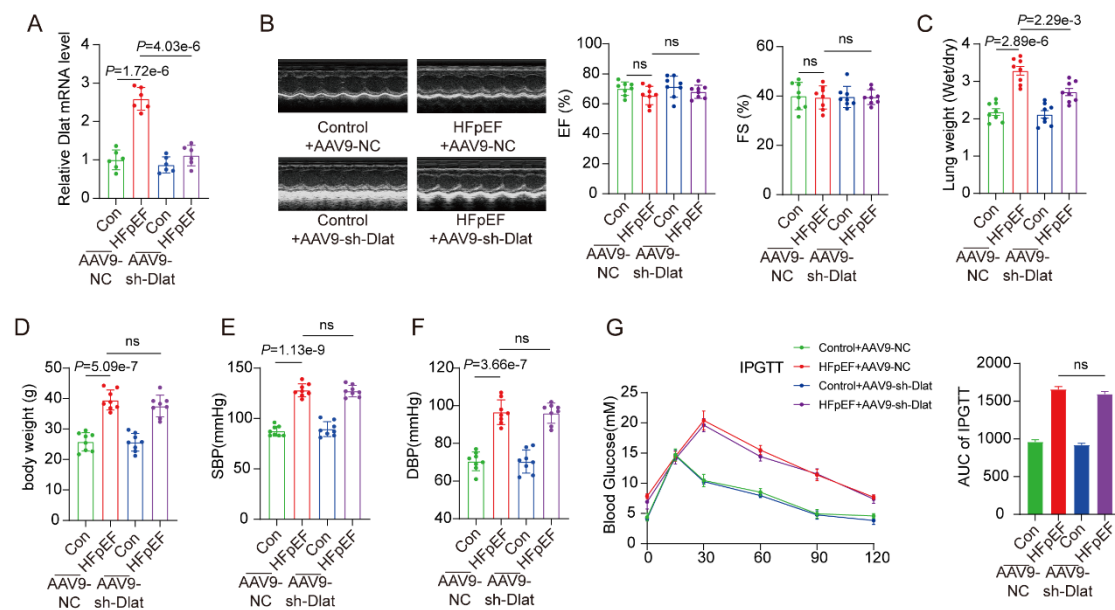 A
Relative Dlat mRNA level
P=4.03e-6
P=1.72e-6
4
3
2
1
0
Con
HFpEF
Con
HFpEF
AAV9-
NC
AAV9-
sh-Dlat
B
Control
+AAV9-NC
HFpEF
+AAV9-NC
Control
+AAV9-sh-Dlat
HFpEF
+AAV9-sh-Dlat
EF (%)
ns
ns
100
80
60
40
20
0
Con
HFpEF
Con
HFpEF
AAV9-
NC
AAV9-
sh-Dlat
FS (%)
ns
ns
60
40
20
0
Con
HFpEF
Con
HFpEF
AAV9-
NC
AAV9-
sh-Dlat
C
Lung weight (Wet/dry)
P=2.29e-3
P=2.89e-6
4
3
2
1
0
Con
HFpEF
Con
HFpEF
AAV9-
NC
AAV9-
sh-Dlat
D
body weight (g)
ns
P=5.09e-7
50
40
30
20
10
0
Con
HFpEF
Con
HFpEF
AAV9-
NC
AAV9-
sh-Dlat
E
SBP(mmHg)
ns
P=1.13e-9
150
100
50
0
Con
HFpEF
Con
HFpEF
AAV9-
NC
AAV9-
sh-Dlat
F
DBP(mmHg)
ns
P=3.66e-7
120
100
80
60
40
Con
HFpEF
Con
HFpEF
AAV9-
NC
AAV9-
sh-Dlat
G
IPGTT
Control+AAV9-NC
HFpEF+AAV9-NC
Control+AAV9-sh-Dlat
HFpEF+AAV9-sh-Dlat
Blood Glucose(mM)
25
20
15
10
5
0
30
60
90
120
AUC of IPGTT
ns
2000
1500
1000
500
0
Con
HFpEF
Con
HFpEF
AAV9-
NC
AAV9-
sh-Dlat